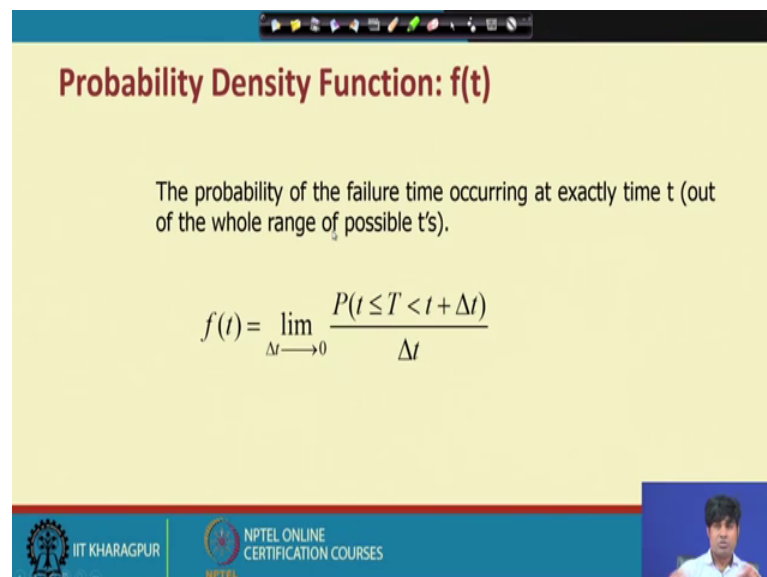 Probability Density Function: f(t)
The probability of the failure time occurring at exactly time t (out
of the whole range of possible t's).
f(t) = lim Δt⟶0 P(t ≤ T < t + Δt) / Δt
IIT KHARAGPUR
NPTEL ONLINE
CERTIFICATION COURSES
NPTEL